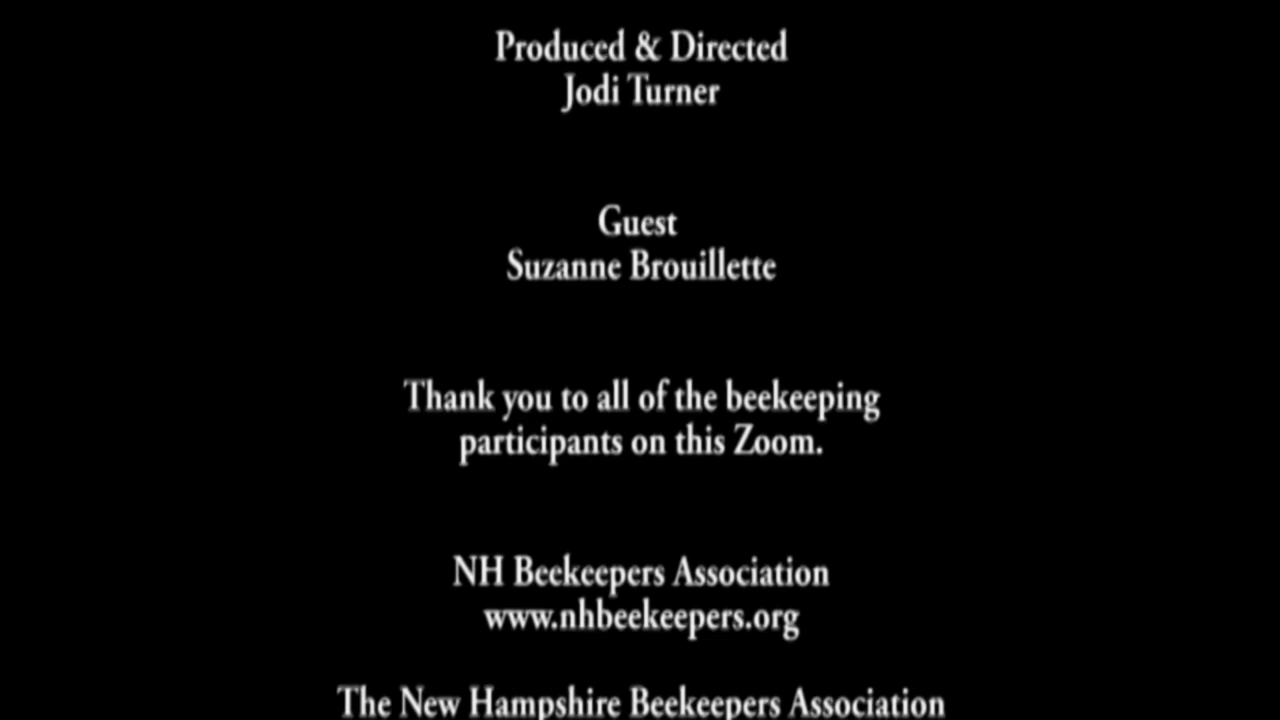 Produced & Directed
Jodi Turner
Guest
Suzanne Brouillette
Thank you to all of the beekeeping
participants on this Zoom.
NH Beekeepers Association
www.nhbeekeepers.org
The New Hampshire Beekeepers Association